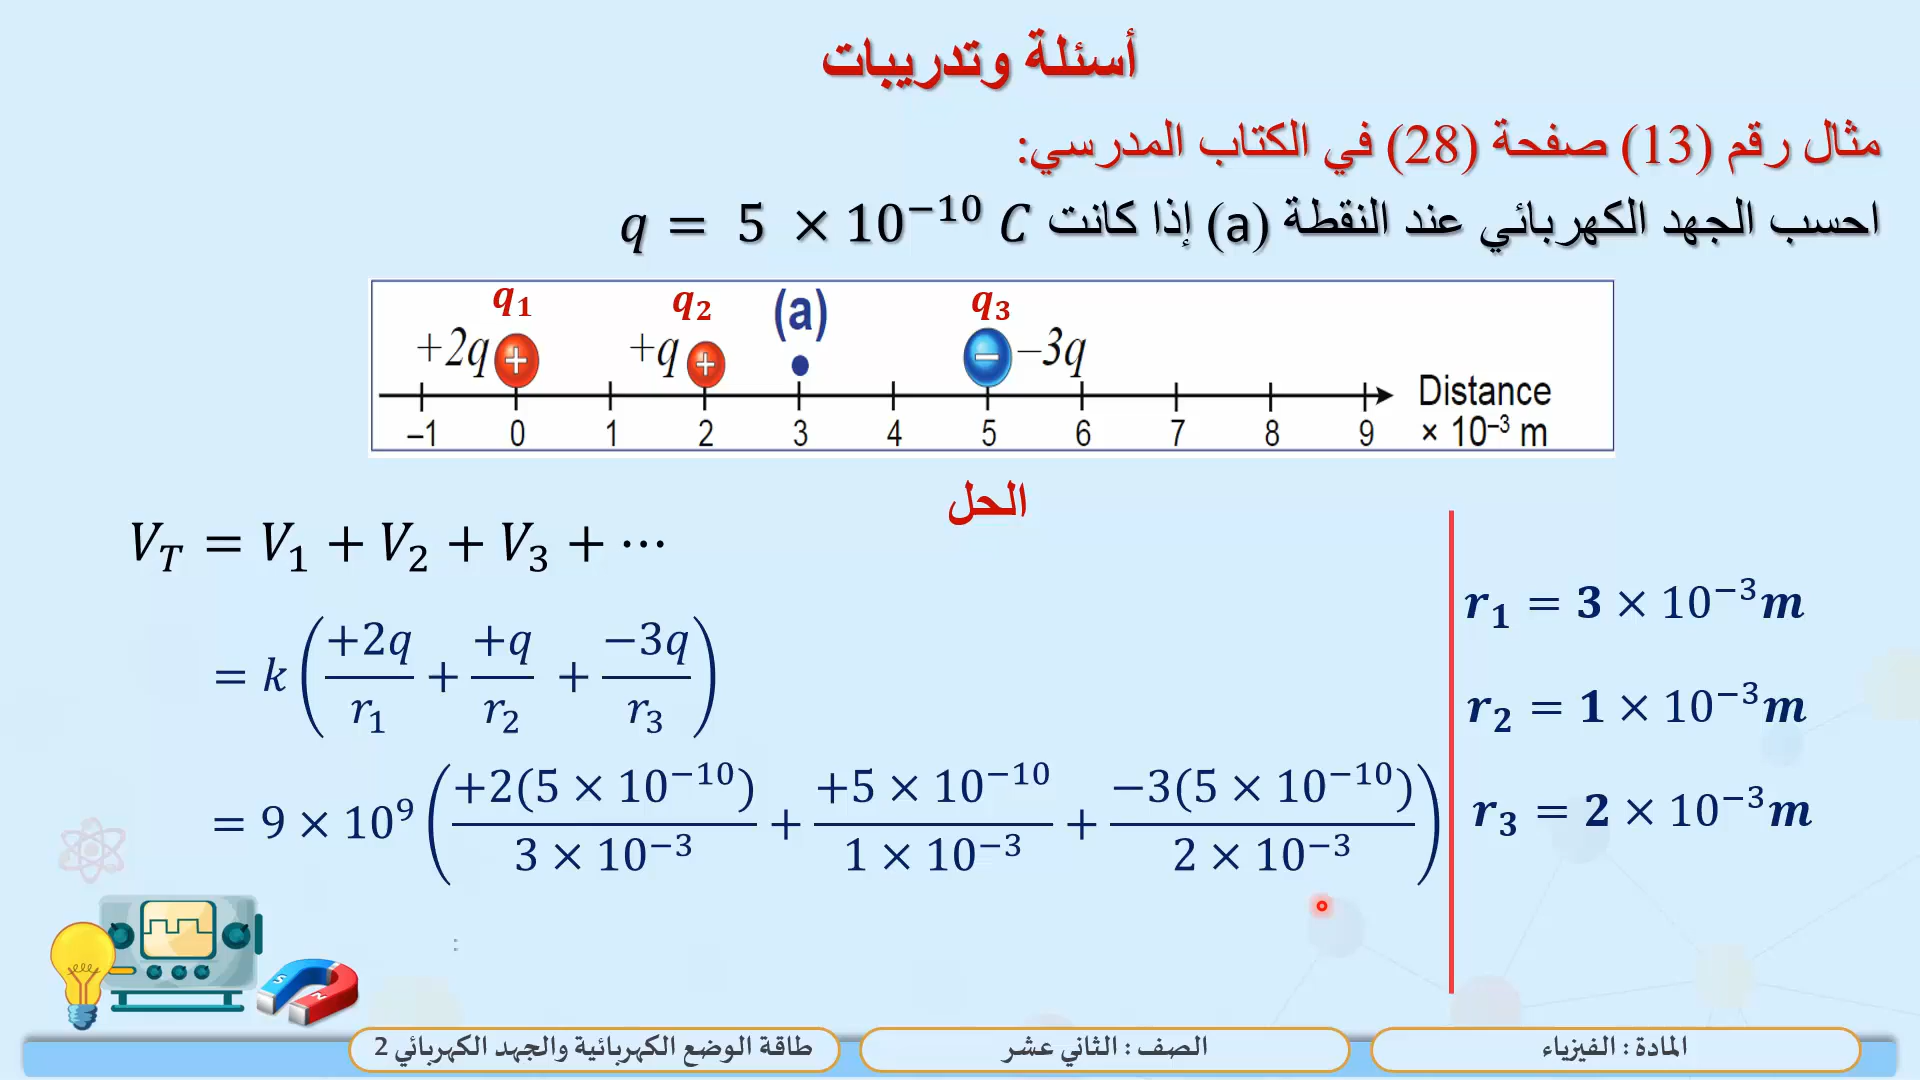 أسئلة وتدريبات
مثال رقم (13) صفحة (28) في الكتاب المدرسي:
احسب الجهد الكهربائي عند النقطة (a) إذا كانت q = 5 × 10⁻¹⁰ C
q₁ q₂ (a) q₃
+2q + +q + − −3q
−1 0 1 2 3 4 5 6 7 8 9
Distance
× 10⁻³ m
الحل
V_T = V₁ + V₂ + V₃ + ⋯
= k (+2q/r₁ + +q/r₂ + −3q/r₃)
= 9 × 10⁹ (+2(5 × 10⁻¹⁰)/3 × 10⁻³ + +5 × 10⁻¹⁰/1 × 10⁻³ + −3(5 × 10⁻¹⁰)/2 × 10⁻³)
r₁ = 3 × 10⁻³m
r₂ = 1 × 10⁻³m
r₃ = 2 × 10⁻³m
:
S N
المادة : الفيزياء
الصف : الثاني عشر
طاقة الوضع الكهربائية والجهد الكهربائي 2